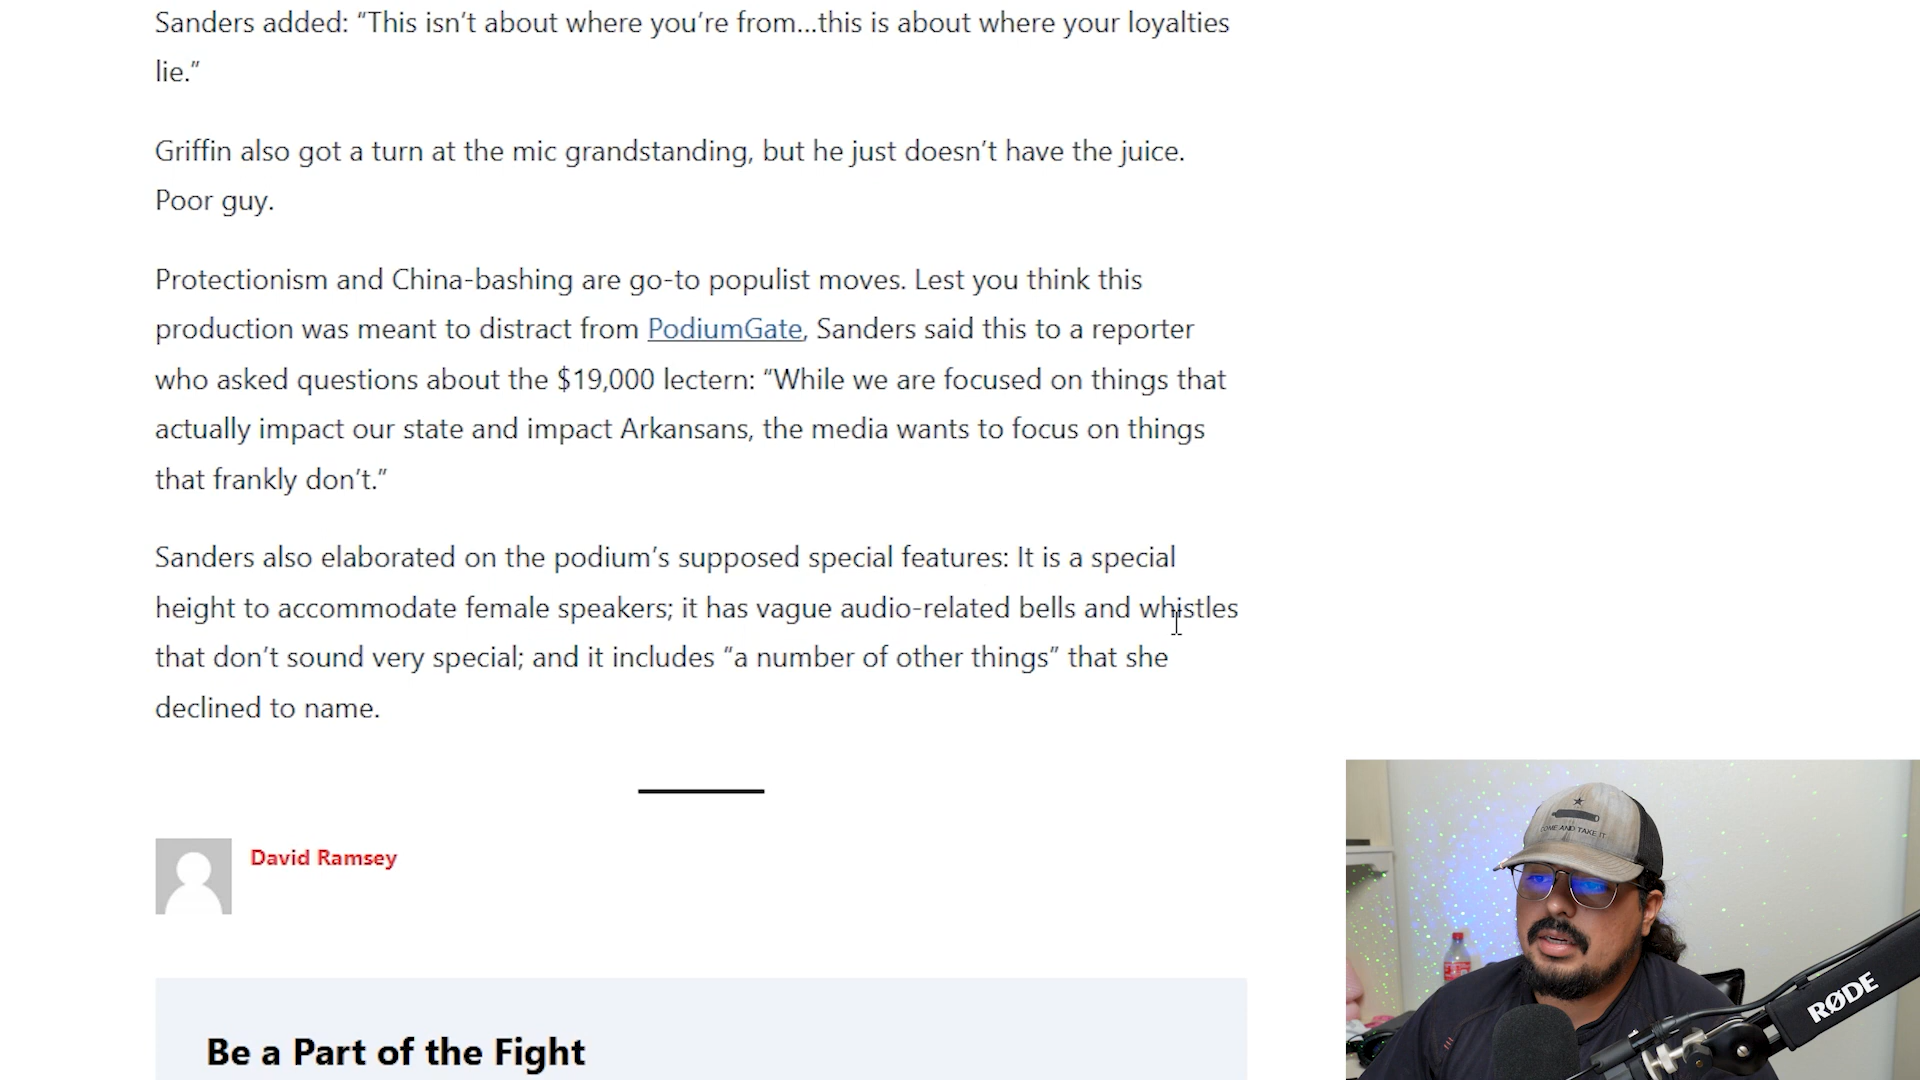 Sanders added: “This isn’t about where you’re from…this is about where your loyalties
lie.”
Griffin also got a turn at the mic grandstanding, but he just doesn’t have the juice.
Poor guy.
Protectionism and China-bashing are go-to populist moves. Lest you think this
production was meant to distract from PodiumGate, Sanders said this to a reporter
who asked questions about the $19,000 lectern: “While we are focused on things that
actually impact our state and impact Arkansans, the media wants to focus on things
that frankly don’t.”
Sanders also elaborated on the podium’s supposed special features: It is a special
height to accommodate female speakers; it has vague audio-related bells and whistles
that don’t sound very special; and it includes “a number of other things” that she
declined to name.
David Ramsey
Be a Part of the Fight
COME AND TAKE IT
RØDE